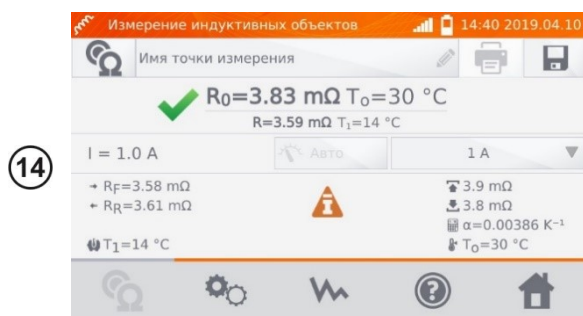 14
Измерение индуктивных объектов 14:40 2019.04.10
Имя точки измерения
R0=3.83 mΩ To=30 °C
R=3.59 mΩ T1=14 °C
I = 1.0 A Авто 1 A
→ RF=3.58 mΩ 3.9 mΩ
← RR=3.61 mΩ 3.8 mΩ
α=0.00386 K⁻¹
T1=14 °C To=30 °C